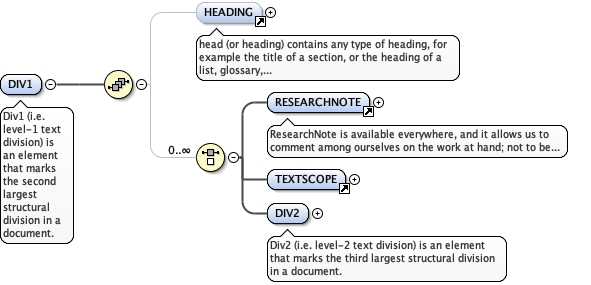 HEADING
head (or heading) contains any type of heading, for
example the title of a section, or the heading of a
list, glossary,...
DIV1
Div1 (i.e.
level-1 text
division) is
an element
that marks
the second
largest
structural
division in a
document.
0..∞
RESEARCHNOTE
ResearchNote is available everywhere, and it allows us to
comment among ourselves on the work at hand; not to be...
TEXTSCOPE
DIV2
Div2 (i.e. level-2 text division) is an element
that marks the third largest structural division
in a document.